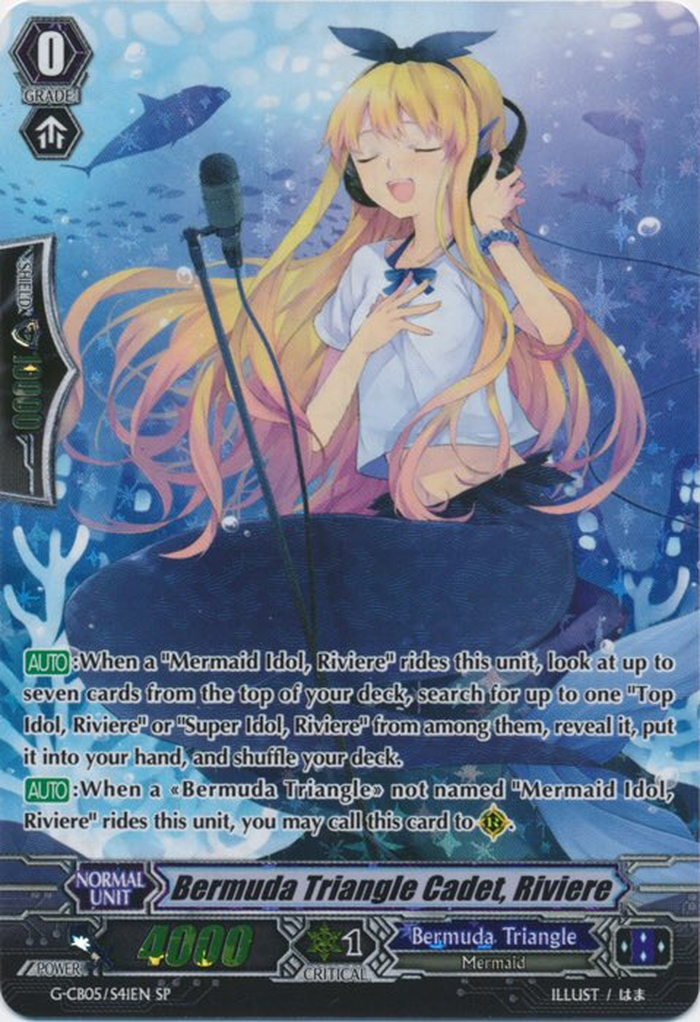 0
GRADE
SHIELD 10000
AUTO:When a "Mermaid Idol, Riviere" rides this unit, look at up to
seven cards from the top of your deck, search for up to one "Top
Idol, Riviere" or "Super Idol, Riviere" from among them, reveal it, put
it into your hand, and shuffle your deck.
AUTO:When a «Bermuda Triangle» not named "Mermaid Idol,
Riviere" rides this unit, you may call this card to R.
NORMAL
UNIT
Bermuda Triangle Cadet, Riviere
POWER 4000
1
CRITICAL
Bermuda Triangle
Mermaid
G-CB05/S41EN SP
ILLUST / はま